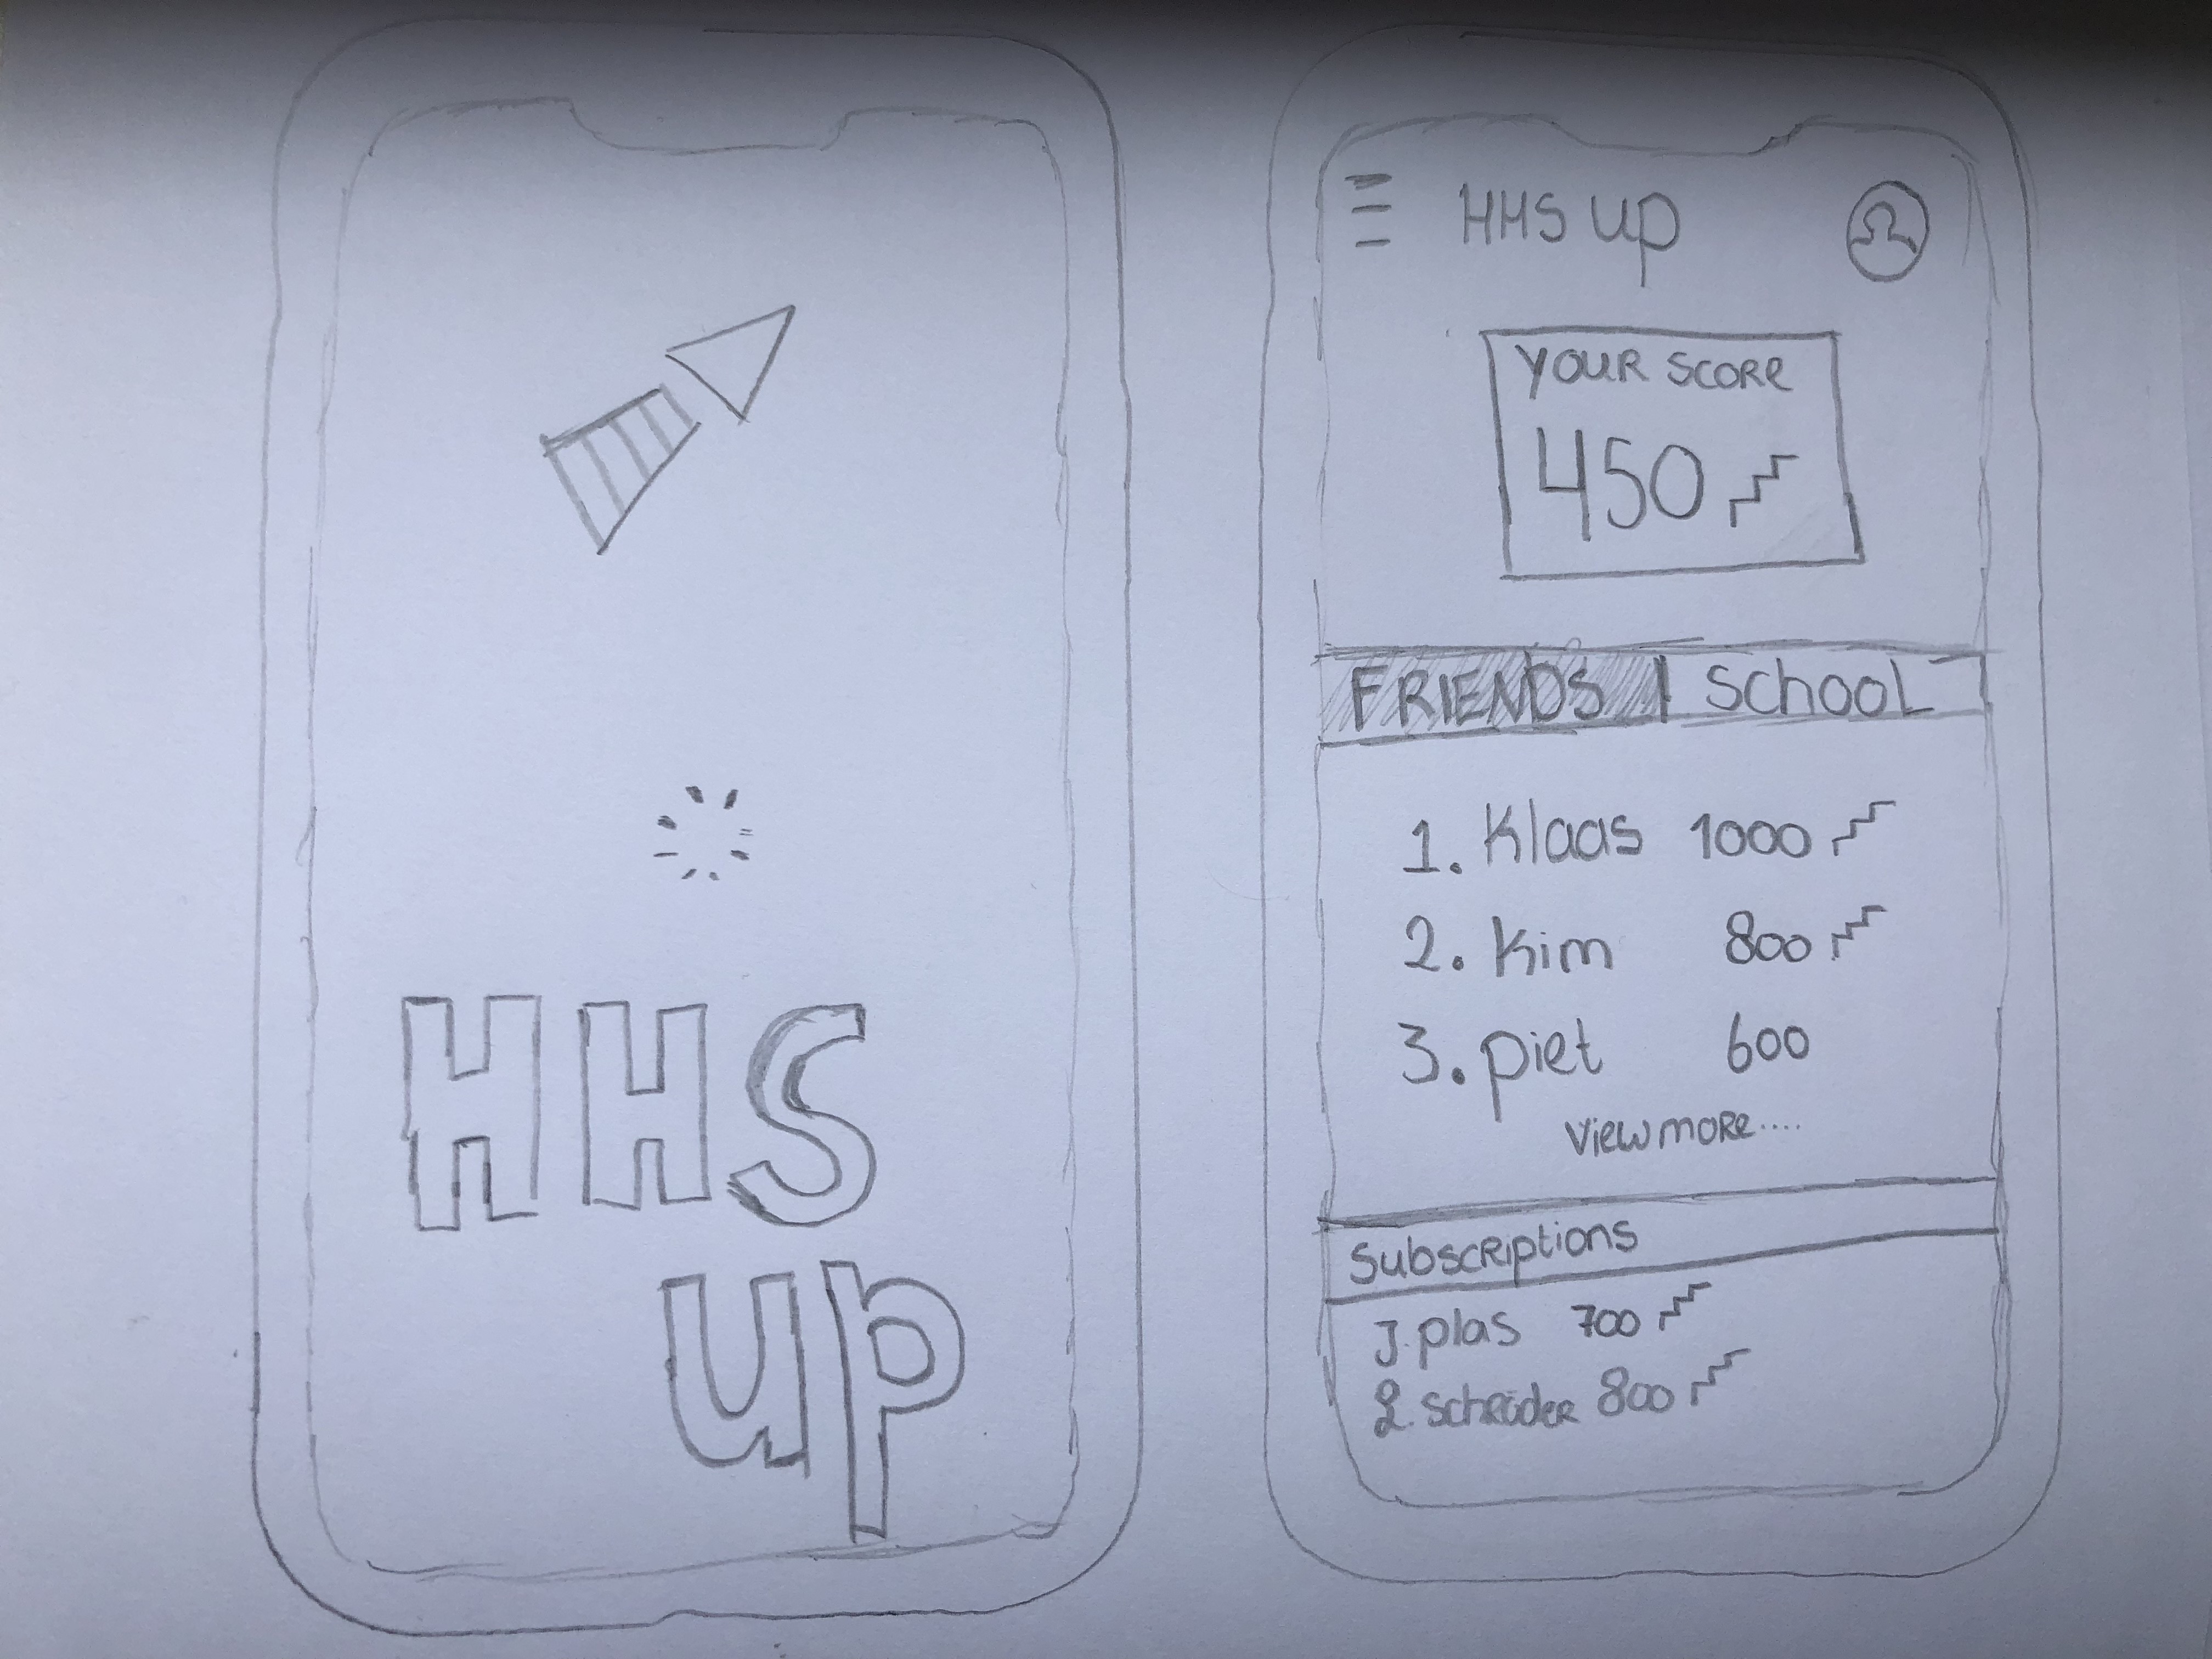 HHS
up
HHS up
YOUR SCORE
450
FRIENDS | School
1. Klaas 1000
2. Kim 800
3. piet 600
View more....
Subscriptions
J. plas 700
schröder 800